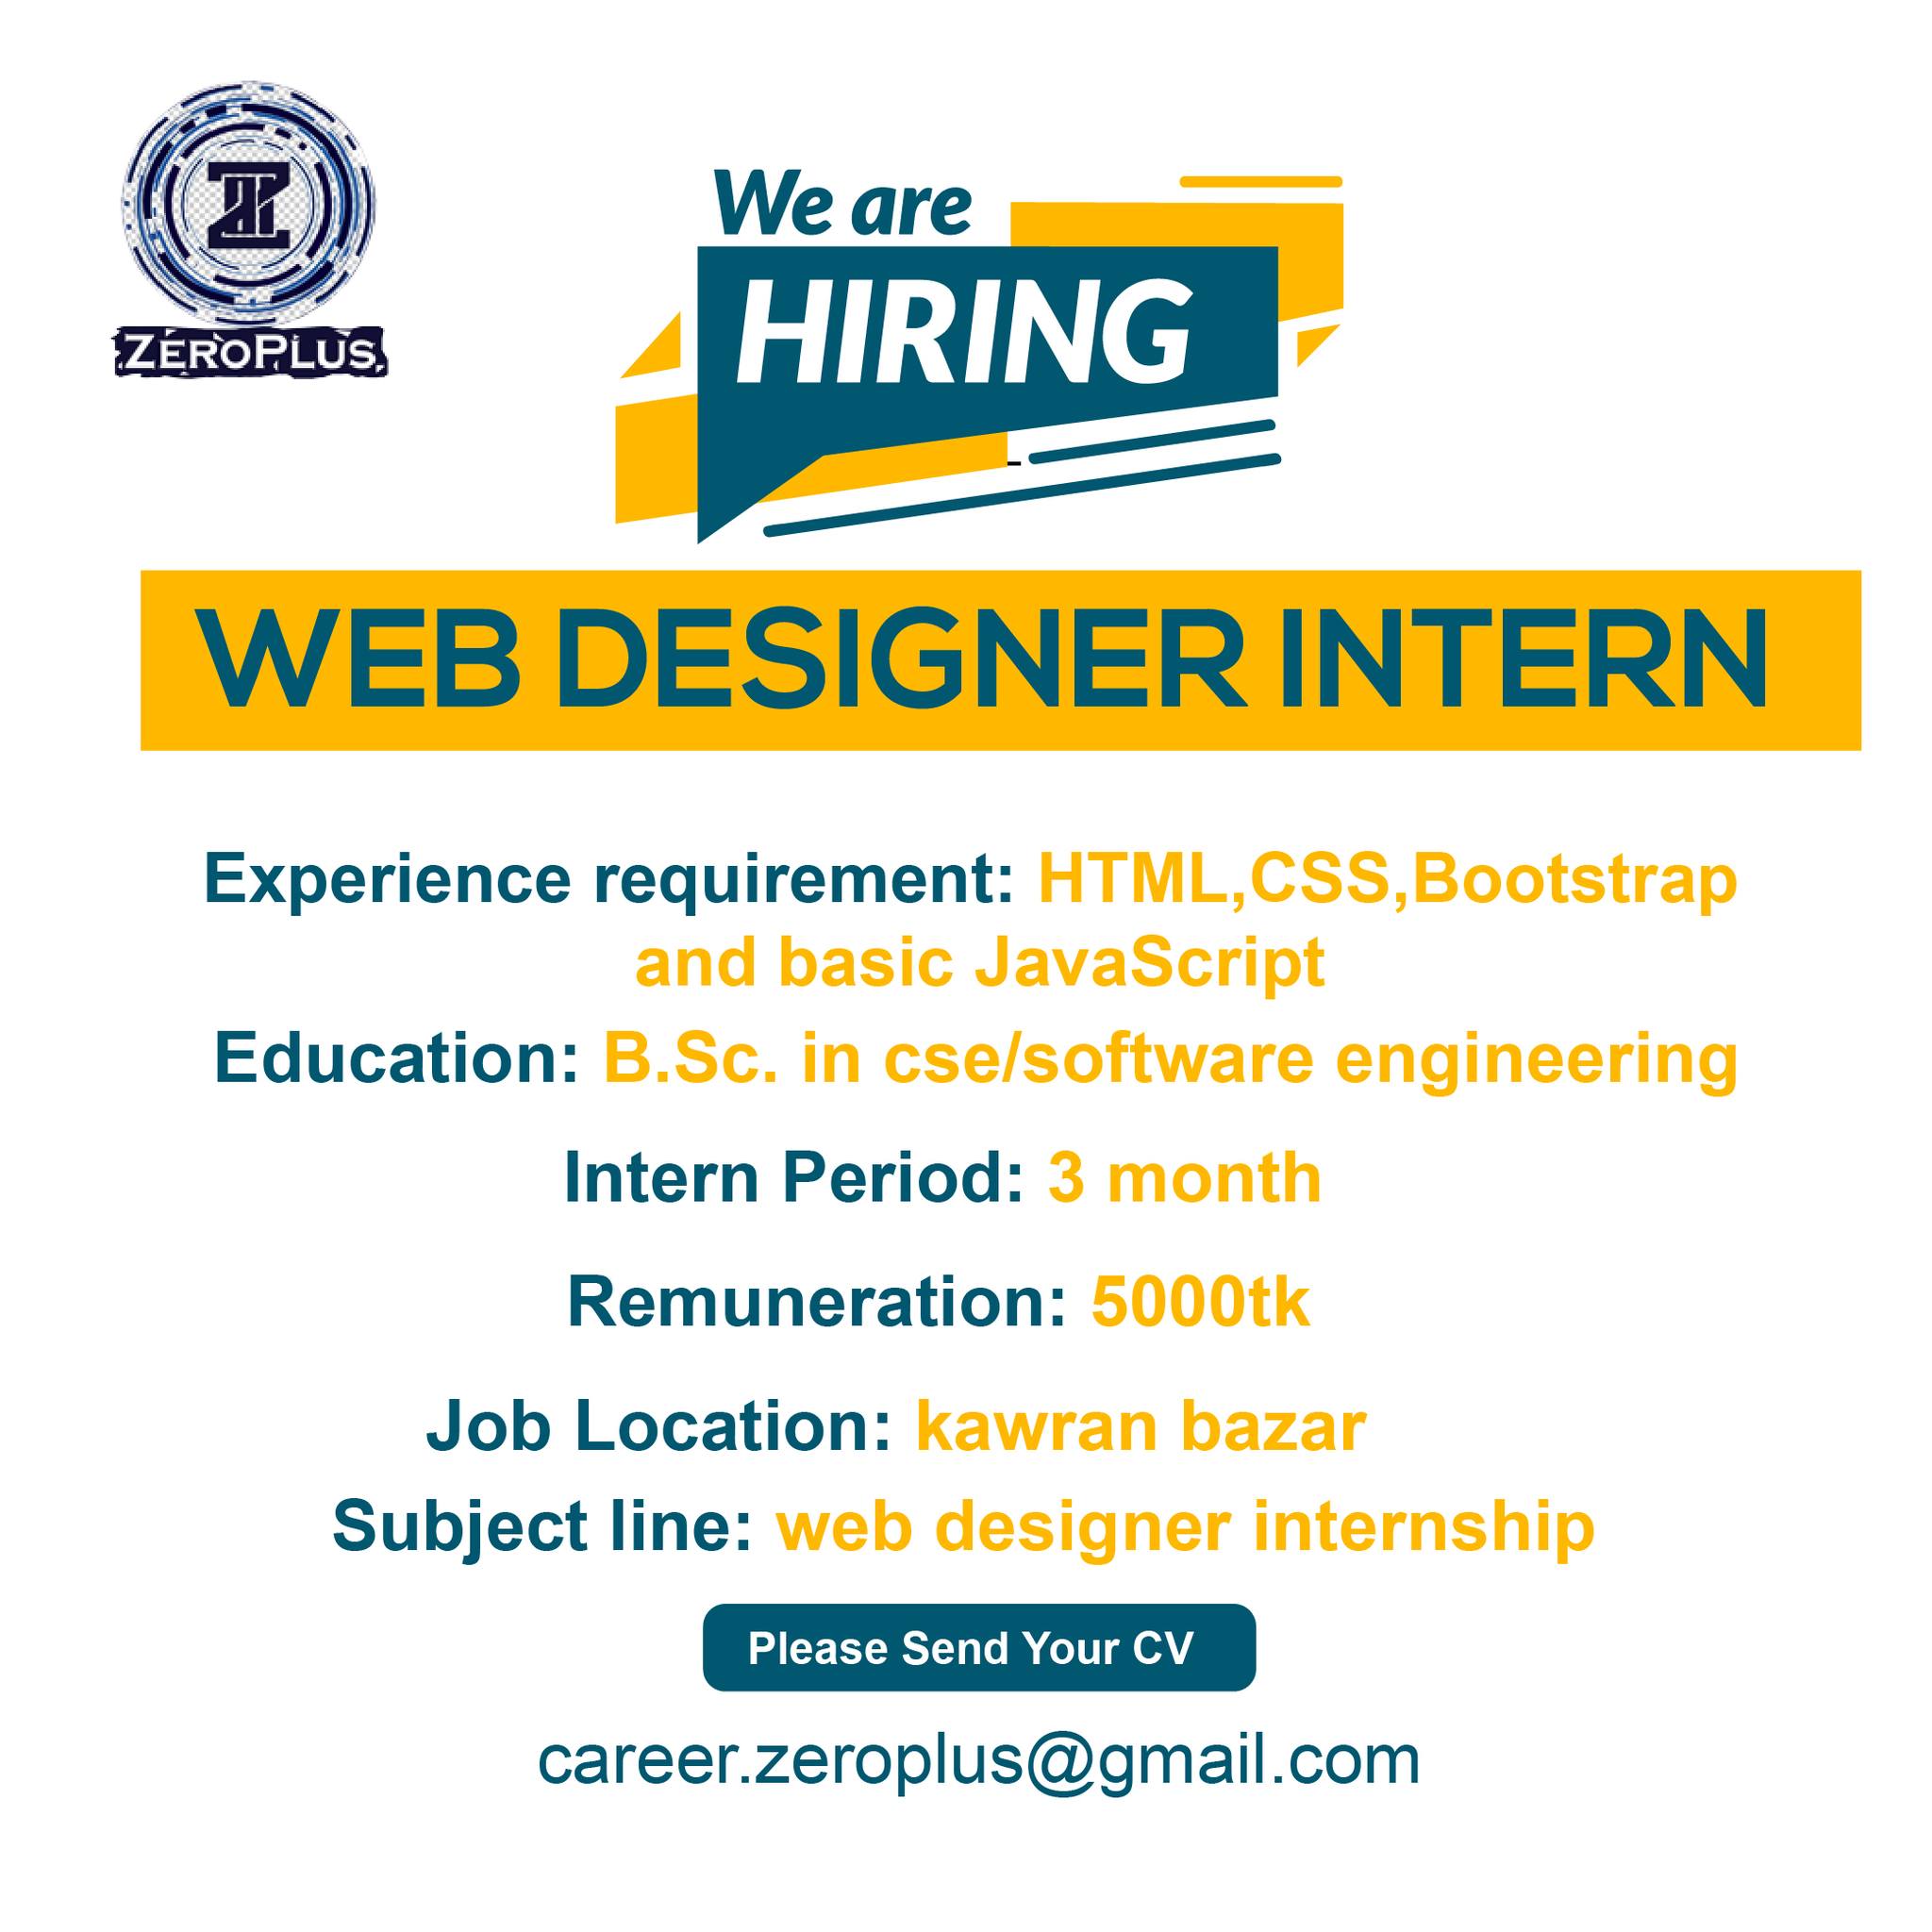 ZEROPLUS
We are
HIRING
WEB DESIGNER INTERN
Experience requirement: HTML,CSS,Bootstrap
and basic JavaScript
Education: B.Sc. in cse/software engineering
Intern Period: 3 month
Remuneration: 5000tk
Job Location: kawran bazar
Subject line: web designer internship
Please Send Your CV
career.zeroplus@gmail.com